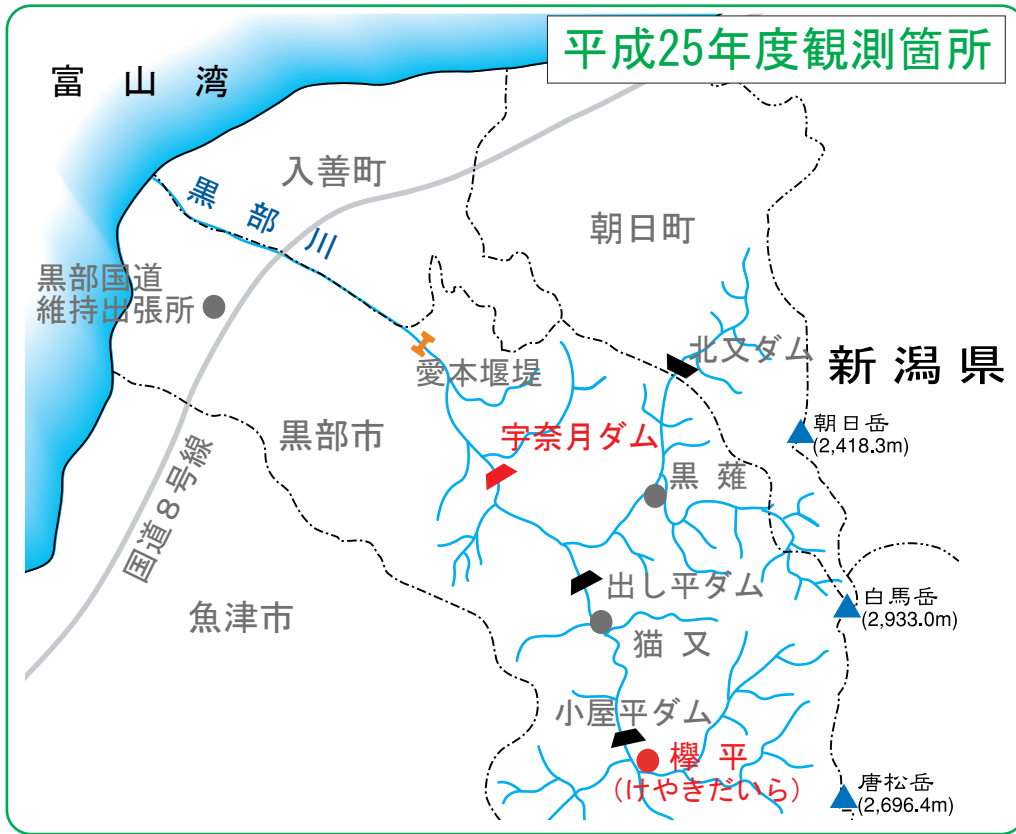 平成25年度観測箇所
富山湾
入善町
黒部川
朝日町
黒部国道
維持出張所
愛本堰堤
北又ダム
新潟県
朝日岳
(2,418.3m)
黒部市
宇奈月ダム
黒薙
国道8号線
出し平ダム
白馬岳
(2,933.0m)
魚津市
猫又
小屋平ダム
欅平
(けやきだいら)
唐松岳
(2,696.4m)